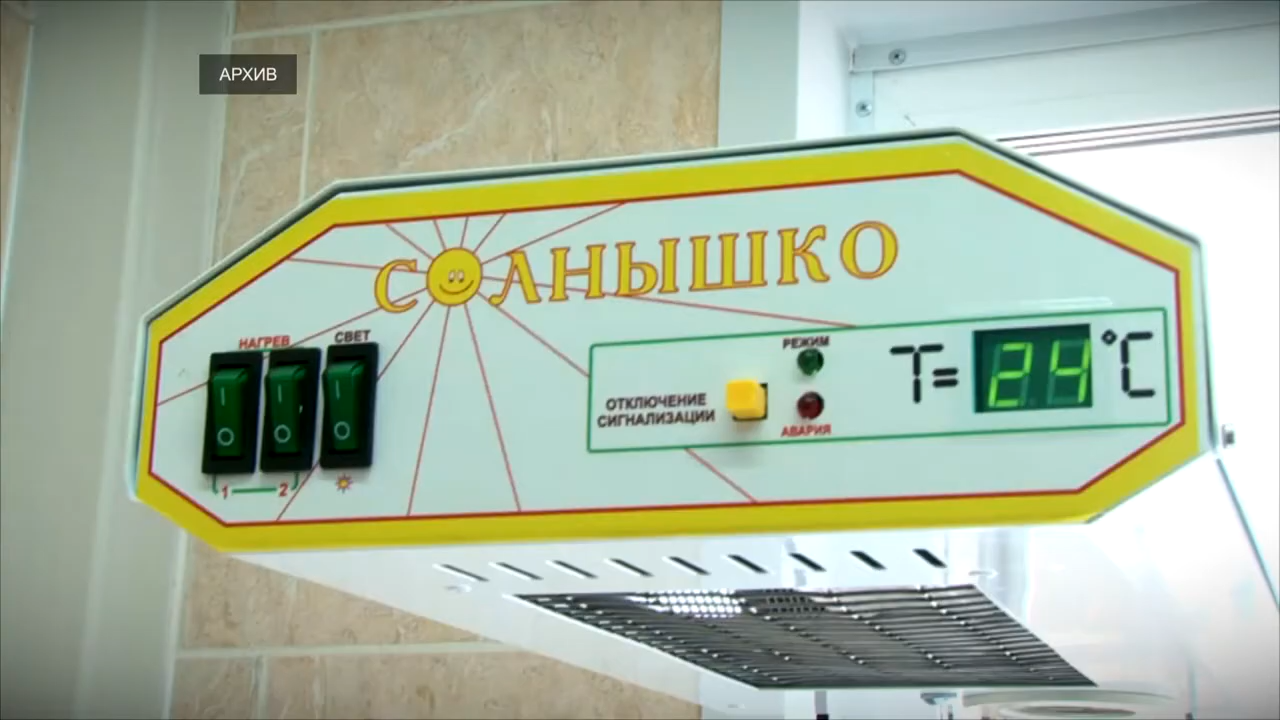 АРХИВ
СОЛНЫШКО
НАГРЕВ
СВЕТ
1 2
ОТКЛЮЧЕНИЕ
СИГНАЛИЗАЦИИ
РЕЖИМ
АВАРИЯ
T= 24 °C